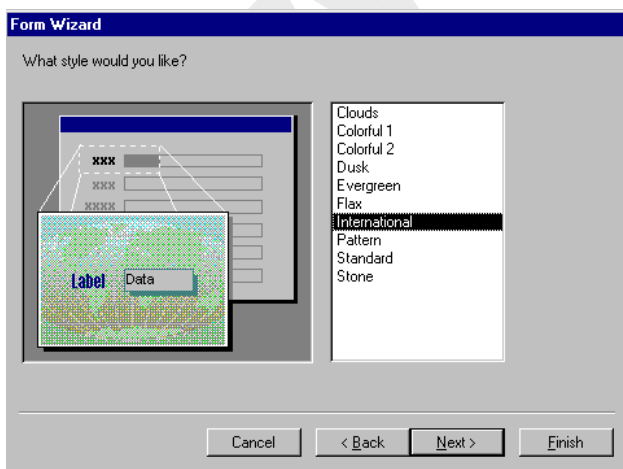 Form Wizard
What style would you like?
xxx
xxx
xxxx
Label Data
Clouds
Colorful 1
Colorful 2
Dusk
Evergreen
Flax
International
Pattern
Standard
Stone
Cancel
< Back
Next >
Finish